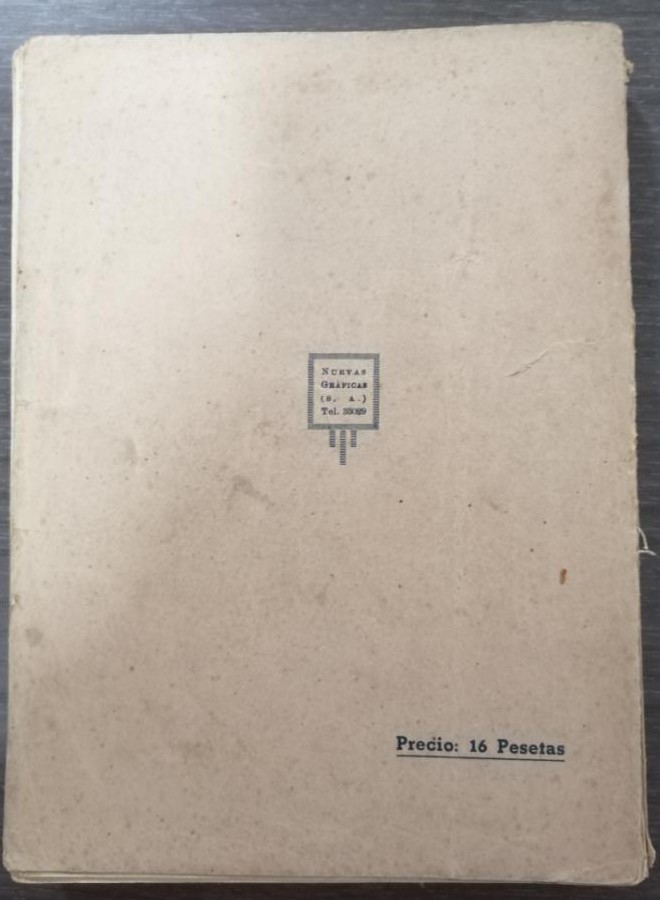 NUEVAS
GRÁFICAS
(S. A.)
Tel. 33029
Precio: 16 Pesetas